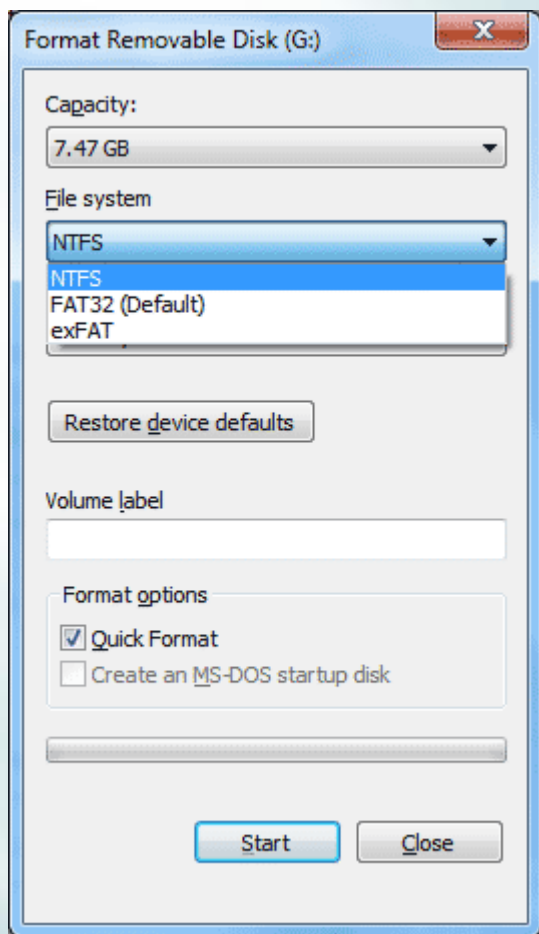 Format Removable Disk (G:)
Capacity:
7.47 GB
File system
NTFS
NTFS
FAT32 (Default)
exFAT
Restore device defaults
Volume label
Format options
Quick Format
Create an MS-DOS startup disk
Start
Close